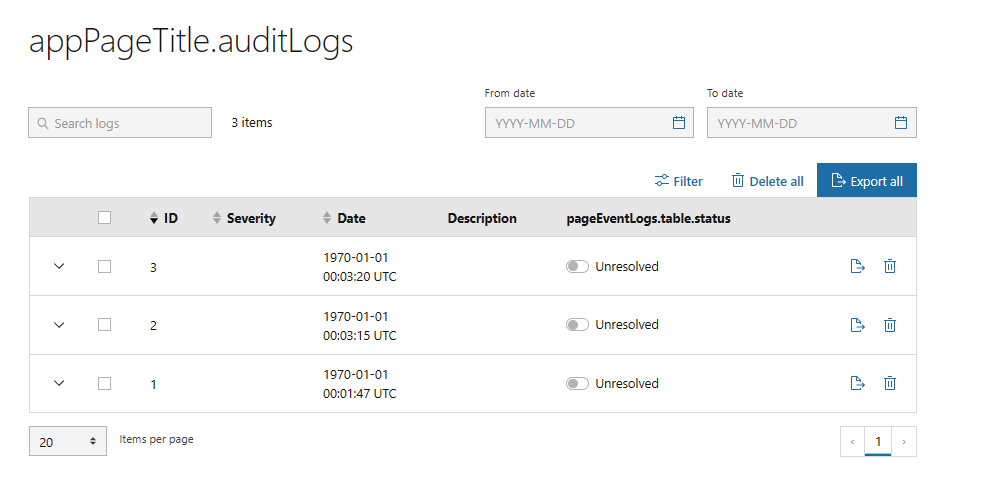 appPageTitle.auditLogs
From date
To date
Search logs
3 items
YYYY-MM-DD
YYYY-MM-DD
Filter
Delete all
Export all
ID
Severity
Date
Description
pageEventLogs.table.status
3
1970-01-01
00:03:20 UTC
Unresolved
2
1970-01-01
00:03:15 UTC
Unresolved
1
1970-01-01
00:01:47 UTC
Unresolved
20
Items per page
‹ 1 ›